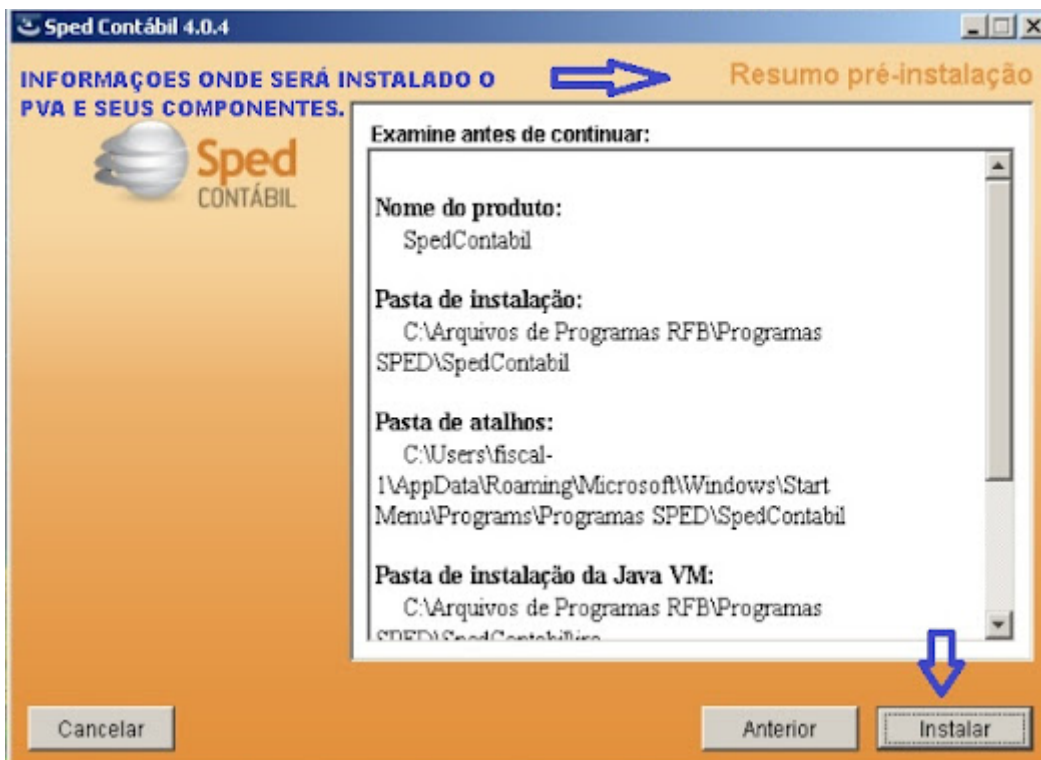 Sped Contábil 4.0.4
INFORMAÇOES ONDE SERÁ INSTALADO O
PVA E SEUS COMPONENTES.
Resumo pré-instalação
Sped
CONTÁBIL
Examine antes de continuar:
Nome do produto:
SpedContabil
Pasta de instalação:
C:\Arquivos de Programas RFB\Programas
SPED\SpedContabil
Pasta de atalhos:
C:\Users\fiscal-
1\AppData\Roaming\Microsoft\Windows\Start
Menu\Programs\Programas SPED\SpedContabil
Pasta de instalação da Java VM:
C:\Arquivos de Programas RFB\Programas
SPED\SpedContabil\jre
Cancelar
Anterior
Instalar